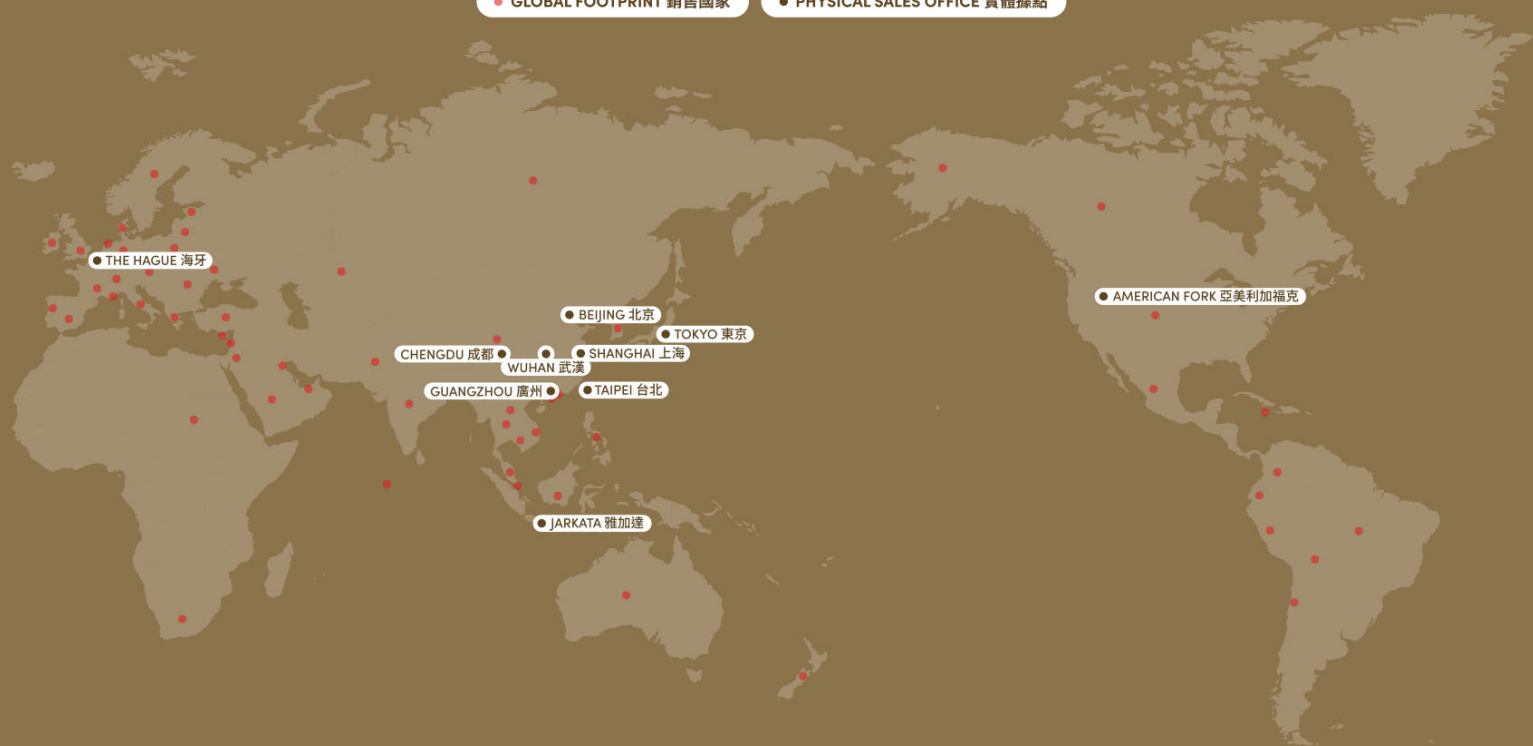 GLOBAL FOOTPRINT 銷售國家
PHYSICAL SALES OFFICE 實體據點
THE HAGUE 海牙
AMERICAN FORK 亞美利加福克
BEIJING 北京
TOKYO 東京
CHENGDU 成都
SHANGHAI 上海
WUHAN 武漢
GUANGZHOU 廣州
TAIPEI 台北
JARKATA 雅加達